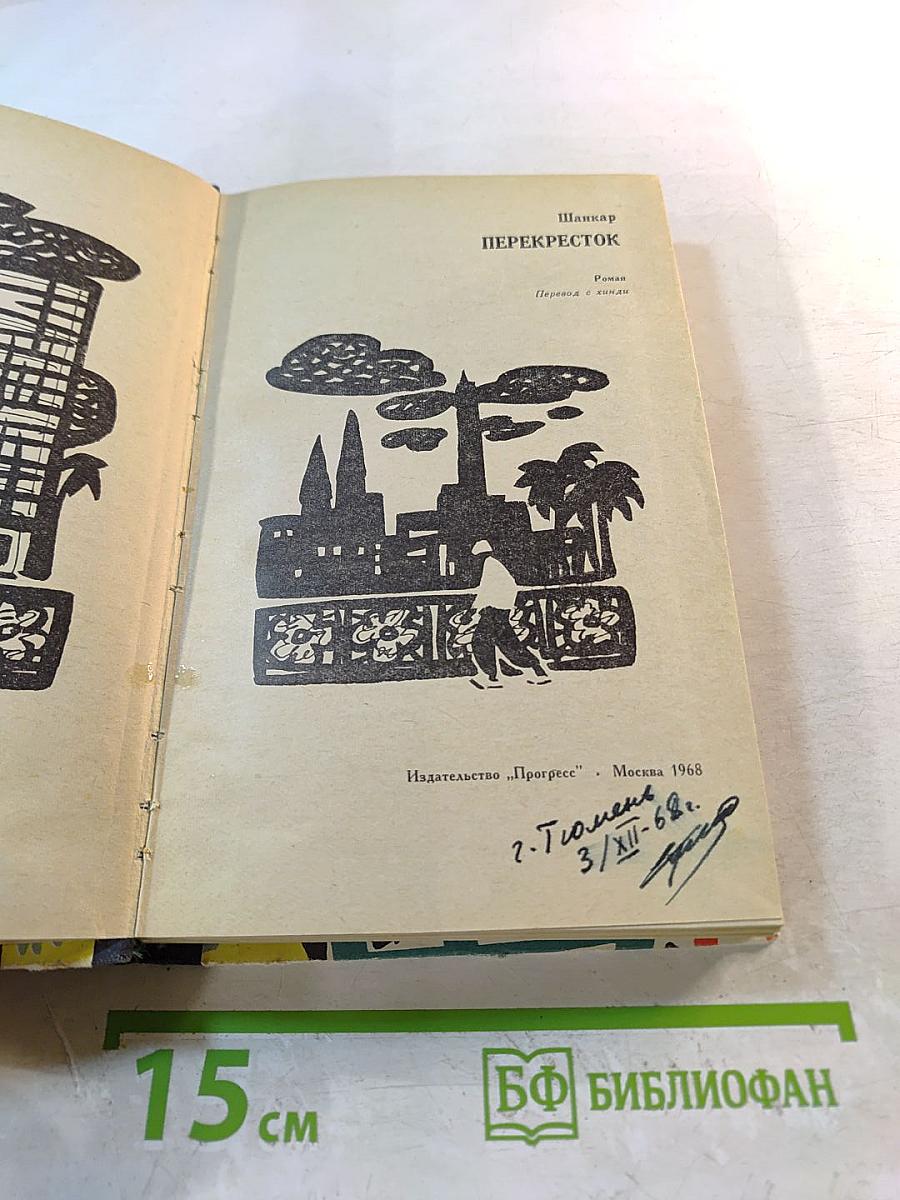 Шанкар
ПЕРЕКРЕСТОК
Роман
Перевод с хинди
Издательство „Прогресс" . Москва 1968
г. Тюмень
3/XII-68г.
15 см
БФ БИБЛИОФАН